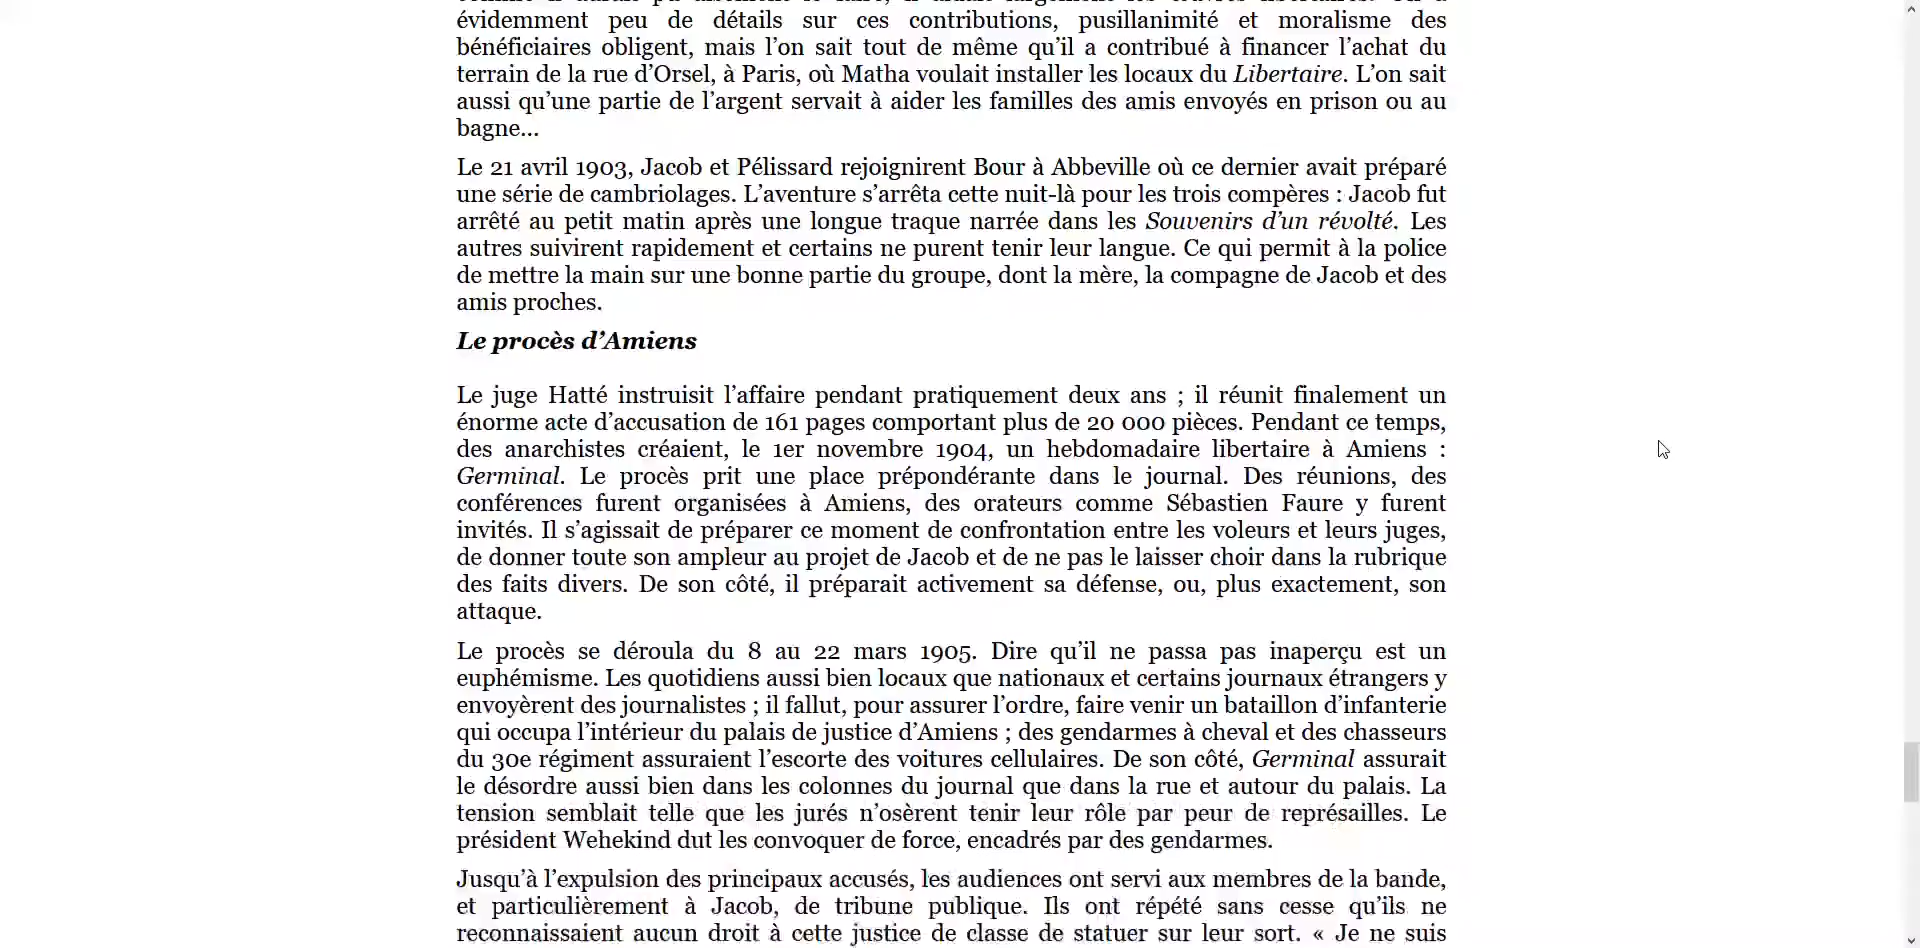 évidemment peu de détails sur ces contributions, pusillanimité et moralisme des
bénéficiaires obligent, mais l’on sait tout de même qu’il a contribué à financer l’achat du
terrain de la rue d’Orsel, à Paris, où Matha voulait installer les locaux du Libertaire. L’on sait
aussi qu’une partie de l’argent servait à aider les familles des amis envoyés en prison ou au
bagne...
Le 21 avril 1903, Jacob et Pélissard rejoignirent Bour à Abbeville où ce dernier avait préparé
une série de cambriolages. L’aventure s’arrêta cette nuit-là pour les trois compères : Jacob fut
arrêté au petit matin après une longue traque narrée dans les Souvenirs d’un révolté. Les
autres suivirent rapidement et certains ne purent tenir leur langue. Ce qui permit à la police
de mettre la main sur une bonne partie du groupe, dont la mère, la compagne de Jacob et des
amis proches.
Le procès d’Amiens
Le juge Hatté instruisit l’affaire pendant pratiquement deux ans ; il réunit finalement un
énorme acte d’accusation de 161 pages comportant plus de 20 000 pièces. Pendant ce temps,
des anarchistes créaient, le 1er novembre 1904, un hebdomadaire libertaire à Amiens :
Germinal. Le procès prit une place prépondérante dans le journal. Des réunions, des
conférences furent organisées à Amiens, des orateurs comme Sébastien Faure y furent
invités. Il s’agissait de préparer ce moment de confrontation entre les voleurs et leurs juges,
de donner toute son ampleur au projet de Jacob et de ne pas le laisser choir dans la rubrique
des faits divers. De son côté, il préparait activement sa défense, ou, plus exactement, son
attaque.
Le procès se déroula du 8 au 22 mars 1905. Dire qu’il ne passa pas inaperçu est un
euphémisme. Les quotidiens aussi bien locaux que nationaux et certains journaux étrangers y
envoyèrent des journalistes ; il fallut, pour assurer l’ordre, faire venir un bataillon d’infanterie
qui occupa l’intérieur du palais de justice d’Amiens ; des gendarmes à cheval et des chasseurs
du 30e régiment assuraient l’escorte des voitures cellulaires. De son côté, Germinal assurait
le désordre aussi bien dans les colonnes du journal que dans la rue et autour du palais. La
tension semblait telle que les jurés n’osèrent tenir leur rôle par peur de représailles. Le
président Wehekind dut les convoquer de force, encadrés par des gendarmes.
Jusqu’à l’expulsion des principaux accusés, les audiences ont servi aux membres de la bande,
et particulièrement à Jacob, de tribune publique. Ils ont répété sans cesse qu’ils ne
reconnaissaient aucun droit à cette justice de classe de statuer sur leur sort. « Je ne suis